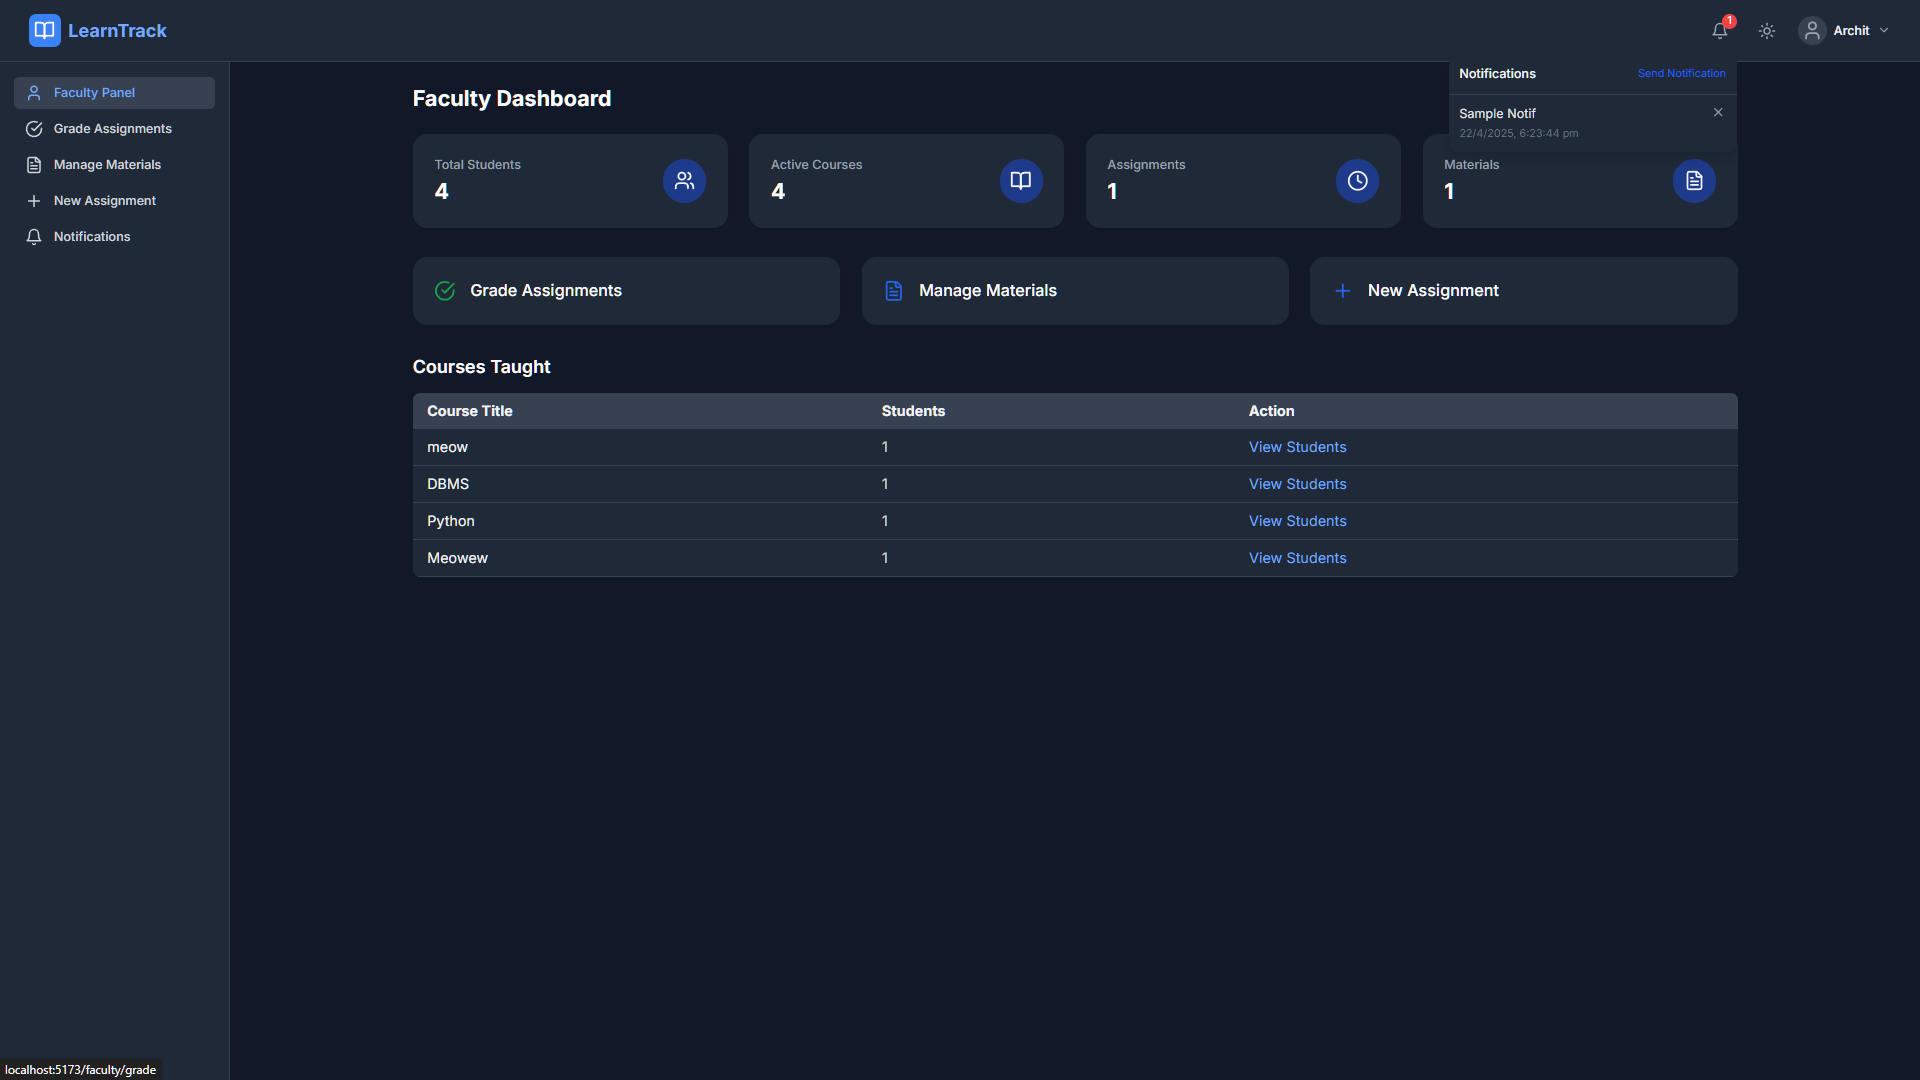 LearnTrack
1
Archit
Faculty Panel
Grade Assignments
Manage Materials
New Assignment
Notifications
Notifications Send Notification
Sample Notif
22/4/2025, 6:23:44 pm
Faculty Dashboard
Total Students
4
Active Courses
4
Assignments
1
Materials
1
Grade Assignments
Manage Materials
New Assignment
Courses Taught
Course Title Students Action
meow 1 View Students
DBMS 1 View Students
Python 1 View Students
Meowew 1 View Students
localhost:5173/faculty/grade